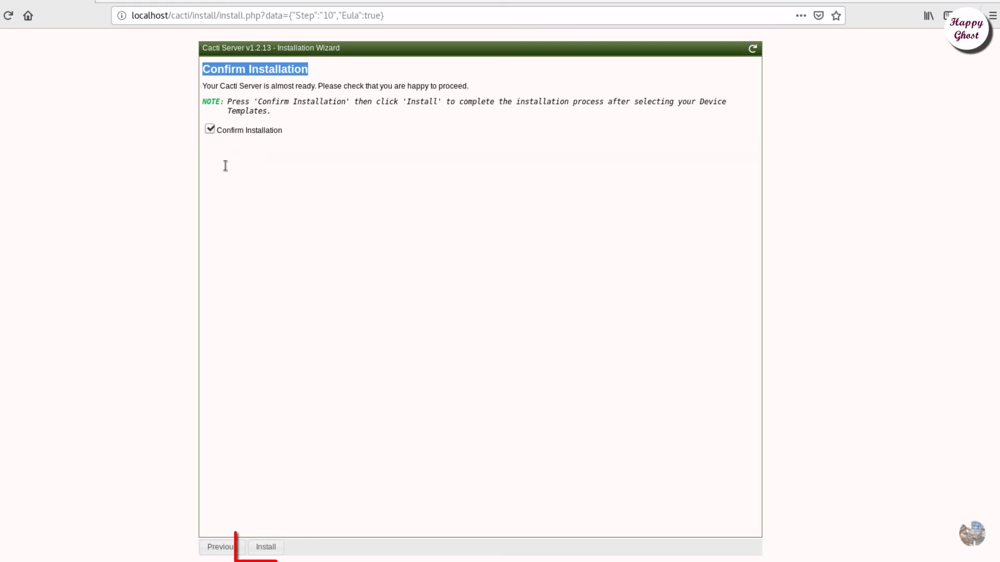 localhost/cacti/install/install.php?data={"Step":"10","Eula":true}
Happy
Ghost
Cacti Server v1.2.13 - Installation Wizard
Confirm Installation
Your Cacti Server is almost ready. Please check that you are happy to proceed.
NOTE: Press 'Confirm Installation' then click 'Install' to complete the installation process after selecting your Device
Templates.
Confirm Installation
Previous Install